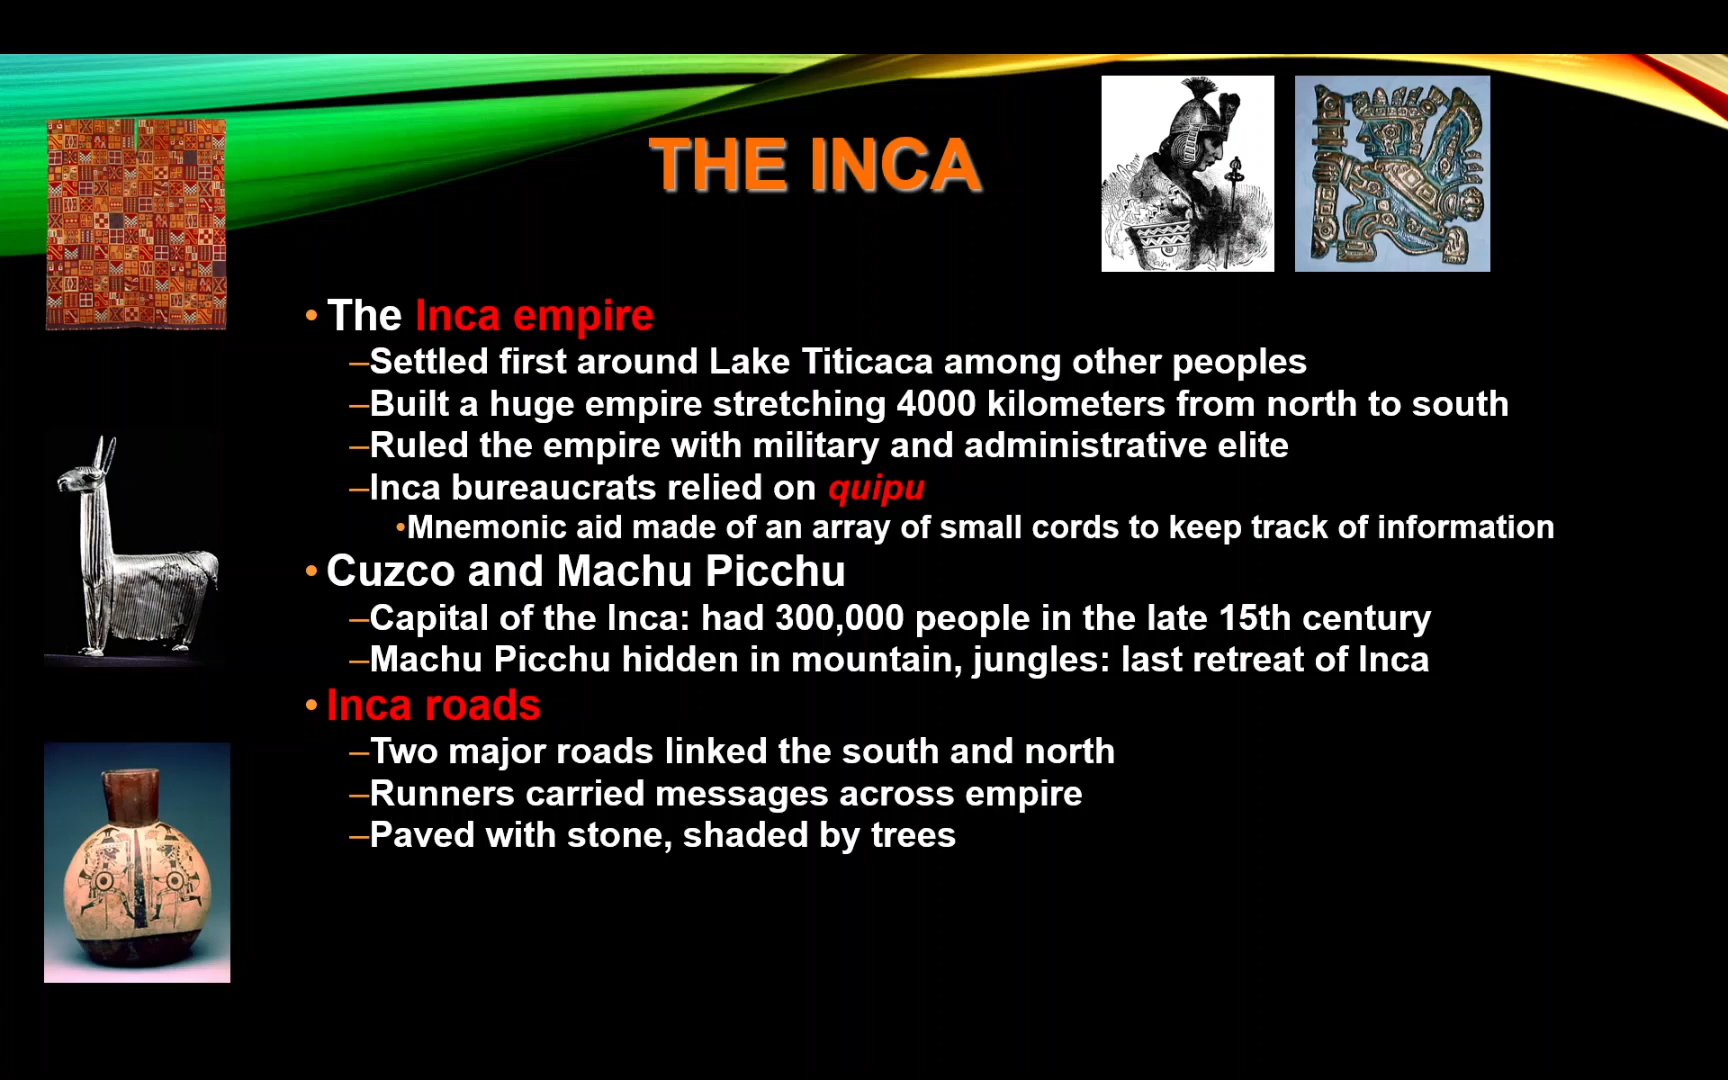 THE INCA
• The Inca empire
–Settled first around Lake Titicaca among other peoples
–Built a huge empire stretching 4000 kilometers from north to south
–Ruled the empire with military and administrative elite
–Inca bureaucrats relied on quipu
•Mnemonic aid made of an array of small cords to keep track of information
• Cuzco and Machu Picchu
–Capital of the Inca: had 300,000 people in the late 15th century
–Machu Picchu hidden in mountain, jungles: last retreat of Inca
• Inca roads
–Two major roads linked the south and north
–Runners carried messages across empire
–Paved with stone, shaded by trees